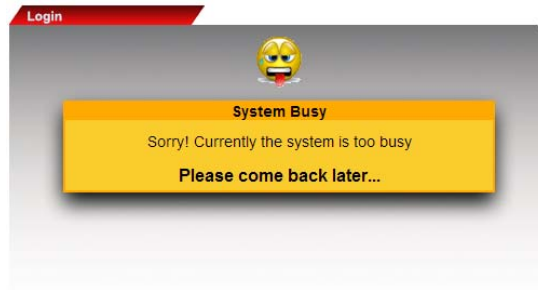 Login
System Busy
Sorry! Currently the system is too busy
Please come back later...